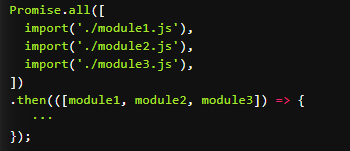 Promise.all([
  import('./module1.js'),
  import('./module2.js'),
  import('./module3.js'),
])
.then(([module1, module2, module3]) => {
   ...
});